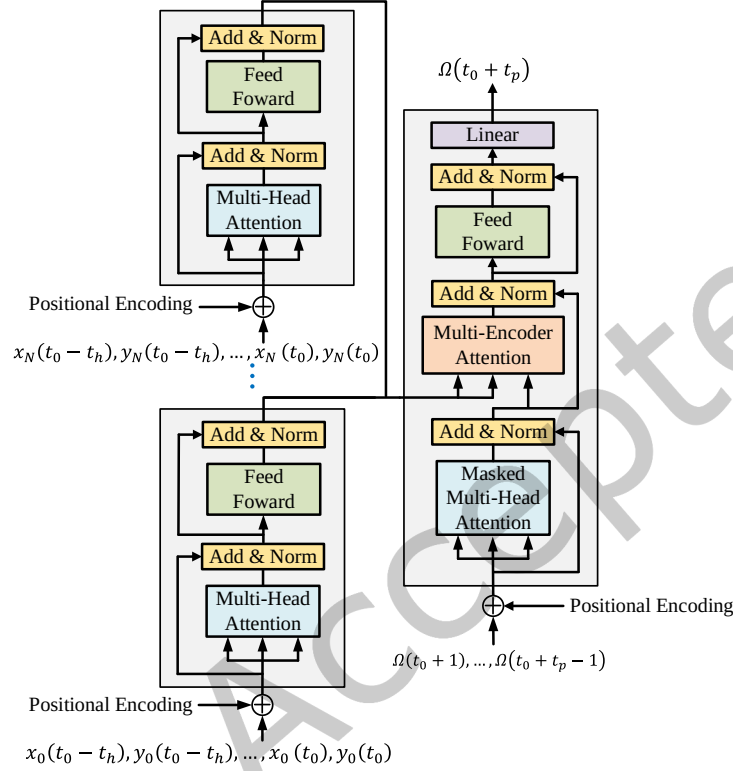 Add & Norm
Feed
Foward
Add & Norm
Multi-Head
Attention
Positional Encoding
x_N(t_0 − t_h), y_N(t_0 − t_h), …, x_N (t_0), y_N(t_0)
Add & Norm
Feed
Foward
Add & Norm
Multi-Head
Attention
Positional Encoding
x_0(t_0 − t_h), y_0(t_0 − t_h), …, x_0 (t_0), y_0(t_0)
Ω(t_0 + t_p)
Linear
Add & Norm
Feed
Foward
Add & Norm
Multi-Encoder
Attention
Add & Norm
Masked
Multi-Head
Attention
Positional Encoding
Ω(t_0 + 1), …, Ω(t_0 + t_p − 1)
Accepte